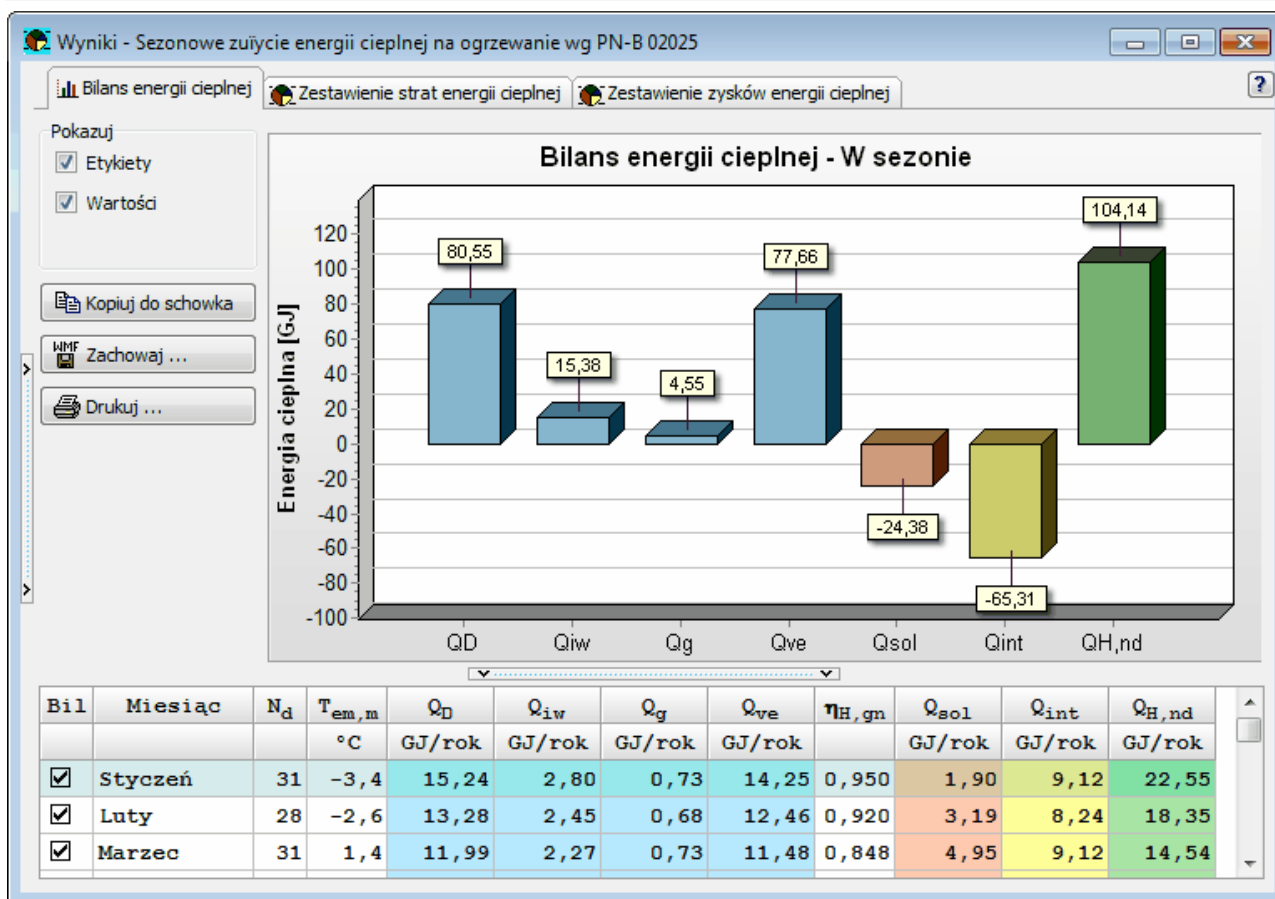 Wyniki - Sezonowe zuïycie energii cieplnej na ogrzewanie wg PN-B 02025
Bilans energii cieplnej Zestawienie strat energii cieplnej Zestawienie zysków energii cieplnej ?
Pokazuj
Etykiety
Wartości
Kopiuj do schowka
WMF Zachowaj ...
Drukuj ...
Bilans energii cieplnej - W sezonie
Energia cieplna [GJ]
120
100
80
60
40
20
0
-20
-40
-60
-80
-100
80,55
15,38
4,55
77,66
-24,38
-65,31
104,14
QD Qiw Qg Qve Qsol Qint QH,nd
Bil Miesiąc Nd Tem,m QD Qiw Qg Qve ηH,gn Qsol Qint QH,nd
°C GJ/rok GJ/rok GJ/rok GJ/rok GJ/rok GJ/rok GJ/rok
Styczeń 31 -3,4 15,24 2,80 0,73 14,25 0,950 1,90 9,12 22,55
Luty 28 -2,6 13,28 2,45 0,68 12,46 0,920 3,19 8,24 18,35
Marzec 31 1,4 11,99 2,27 0,73 11,48 0,848 4,95 9,12 14,54